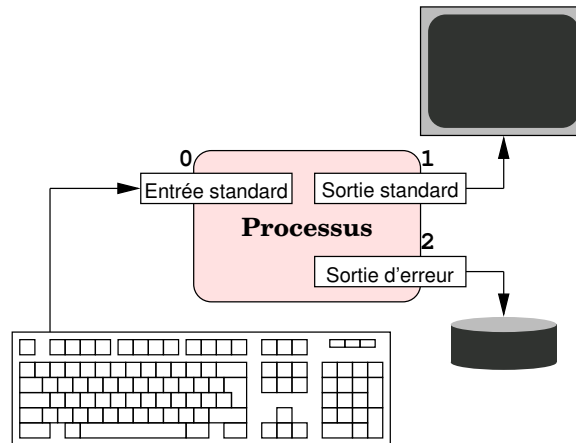 0
1
Entrée standard
Sortie standard
Processus
2
Sortie d'erreur